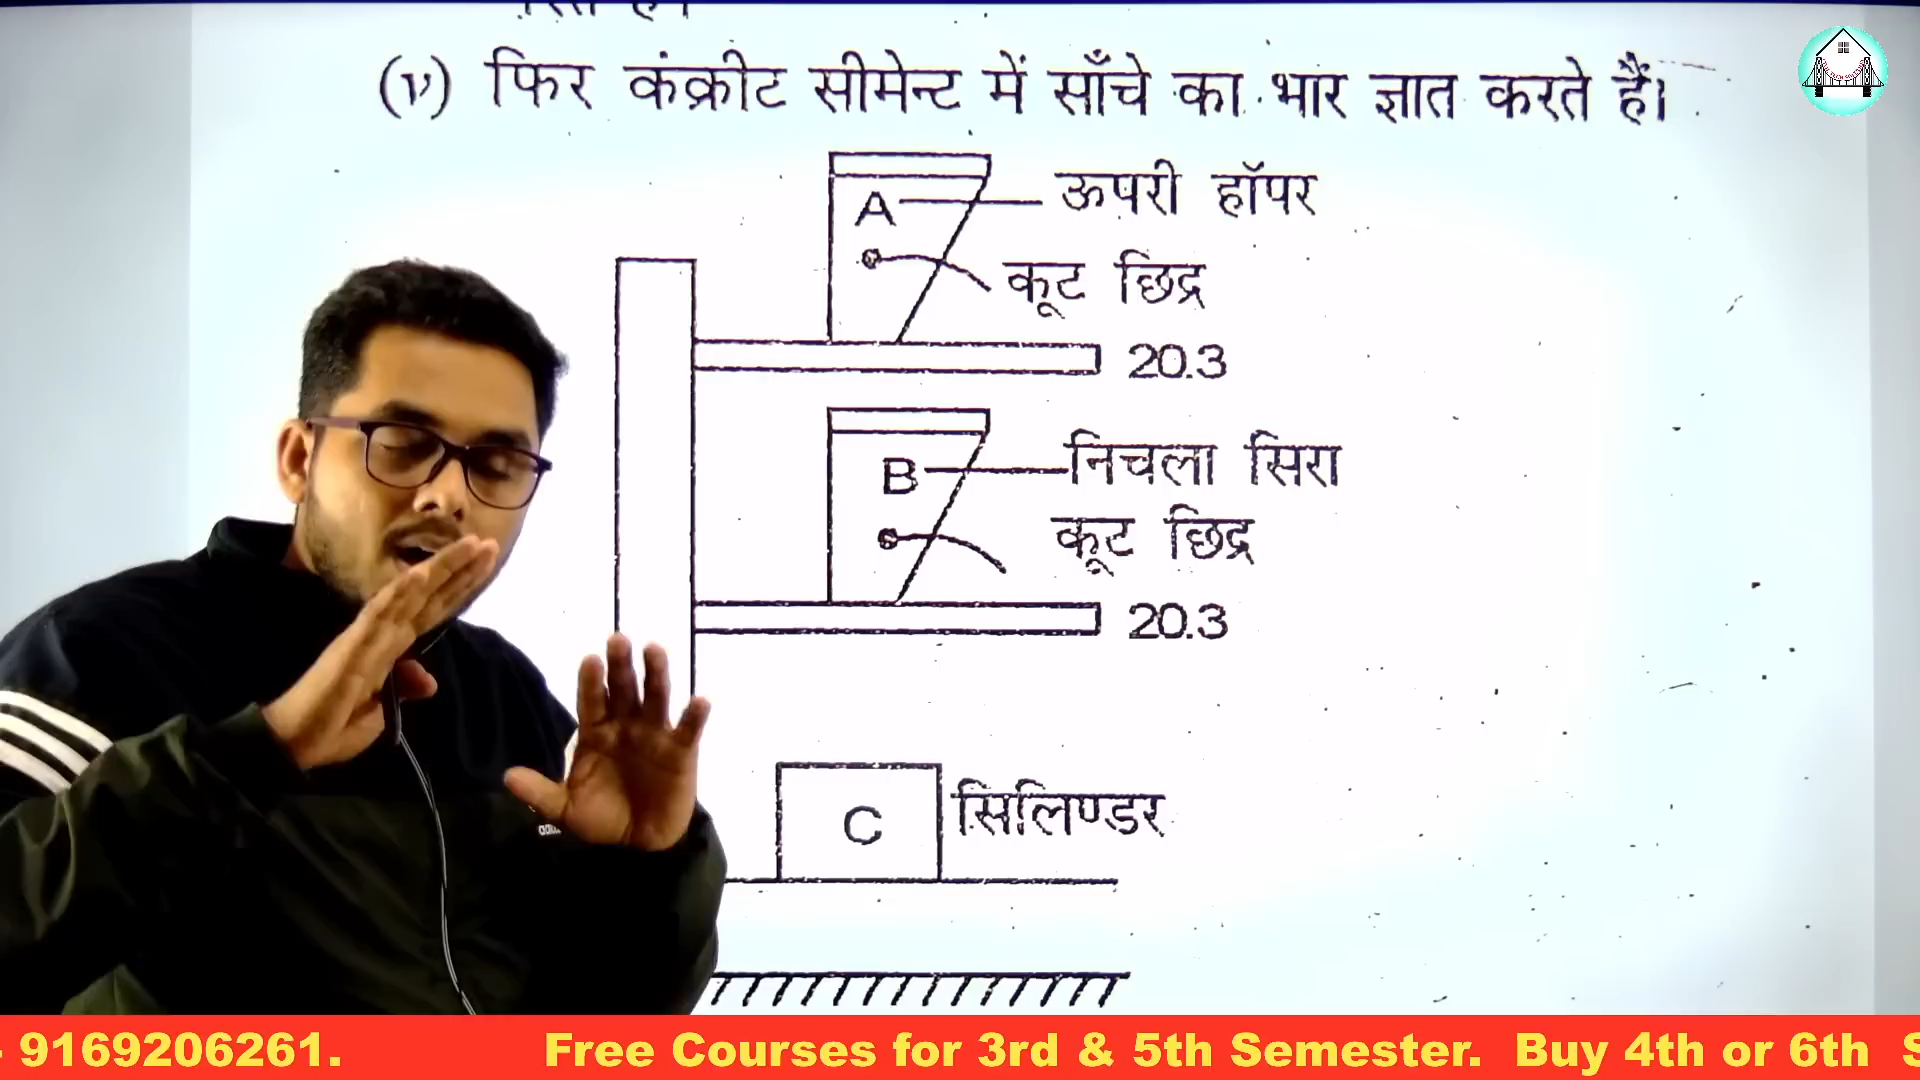 (v) फिर कंक्रीट सीमेन्ट में साँचे का भार ज्ञात करते हैं।
A
ऊपरी हॉपर
कूट छिद्र
20.3
B
निचला सिरा
कूट छिद्र
20.3
C
सिलिण्डर
- 9169206261. Free Courses for 3rd & 5th Semester. Buy 4th or 6th